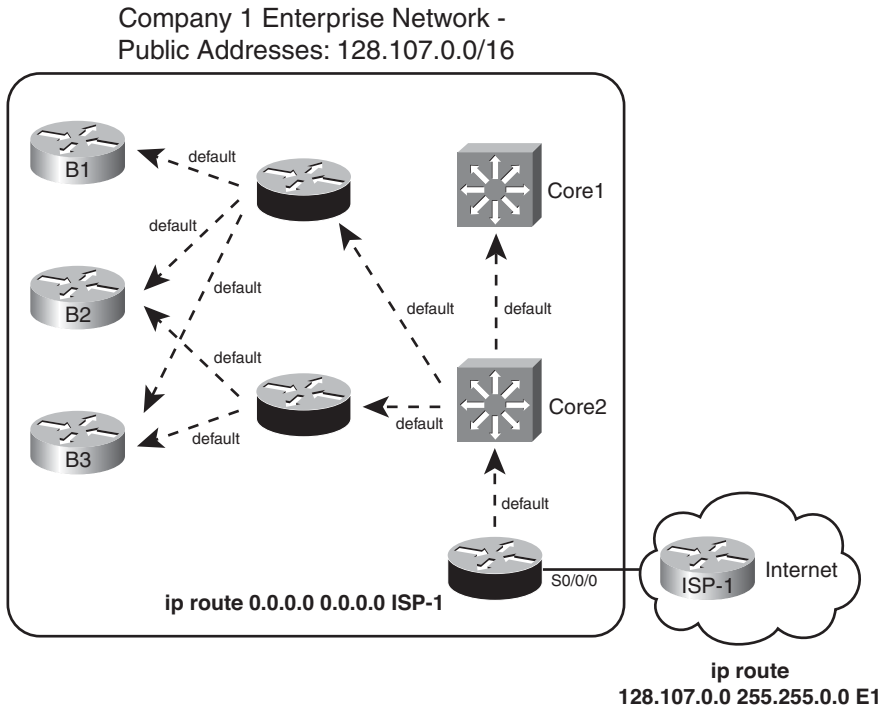 Company 1 Enterprise Network -
Public Addresses: 128.107.0.0/16
B1
default
Core1
default
B2
default
default
default
default
Core2
B3
default
default
default
S0/0/0
ISP-1
Internet
ip route 0.0.0.0 0.0.0.0 ISP-1
ip route
128.107.0.0 255.255.0.0 E1